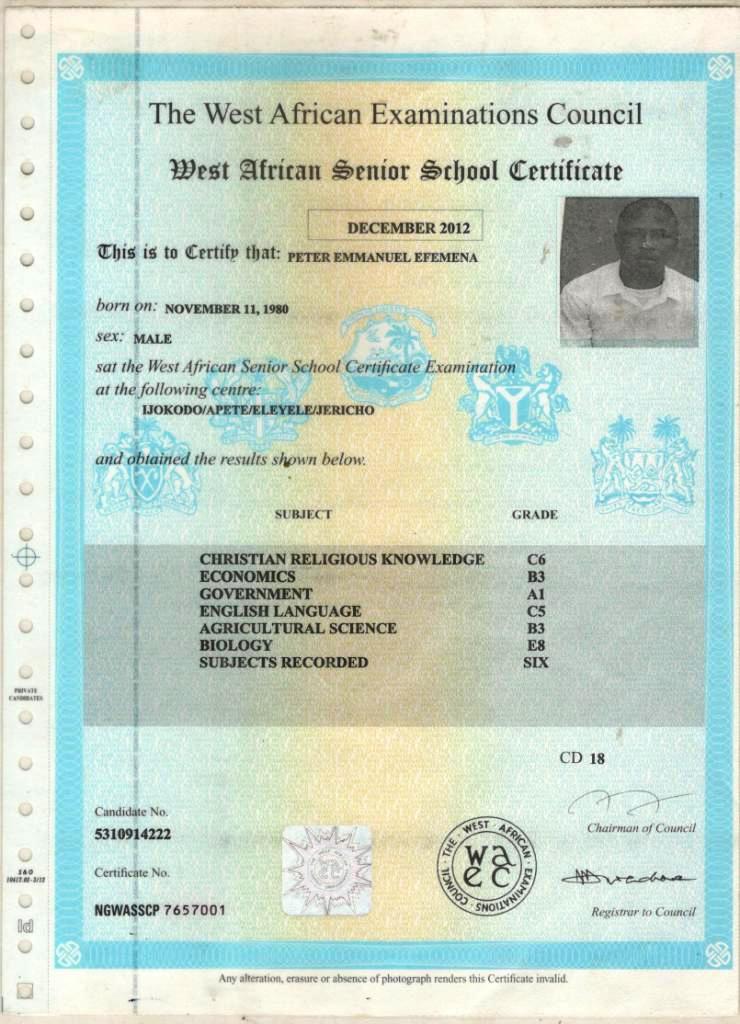 The West African Examinations Council
West African Senior School Certificate
DECEMBER 2012
This is to Certify that: PETER EMMANUEL EFEMENA
born on: NOVEMBER 11, 1980
sex: MALE
sat the West African Senior School Certificate Examination
at the following centre:
IJOKODO/APETE/ELEYELE/JERICHO
and obtained the results shown below.
SUBJECT GRADE
CHRISTIAN RELIGIOUS KNOWLEDGE C6
ECONOMICS B3
GOVERNMENT A1
ENGLISH LANGUAGE C5
AGRICULTURAL SCIENCE B3
BIOLOGY E8
SUBJECTS RECORDED SIX
PRIVATE
CANDIDATES
CD 18
Candidate No.
5310914222
Chairman of Council
Certificate No.
NGWASSCP 7657001
THE · WEST · AFRICAN · EXAMINATIONS · COUNCIL
wa
ec
Registrar to Council
Any alteration, erasure or absence of photograph renders this Certificate invalid.